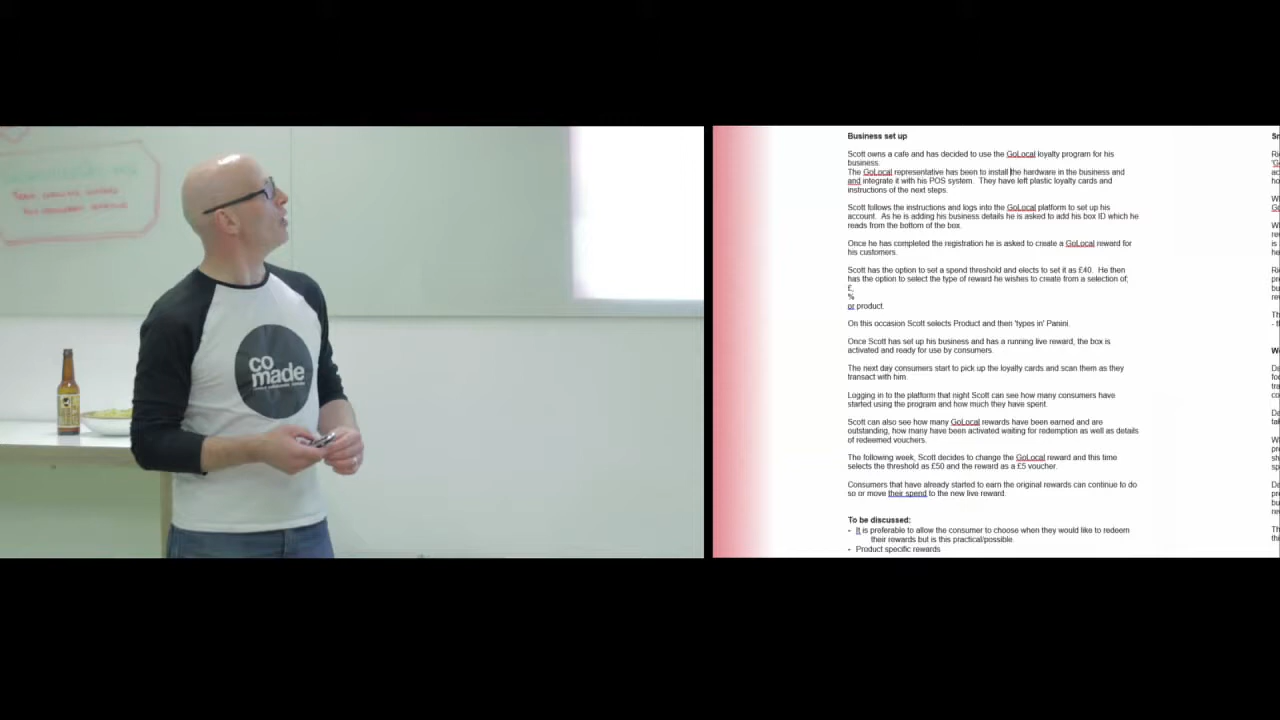 co
made
Business set up
Scott owns a cafe and has decided to use the GoLocal loyalty program for his
business.
The GoLocal representative has been to install the hardware in the business and
and integrate it with his POS system. They have left plastic loyalty cards and
instructions of the next steps.
Scott follows the instructions and logs into the GoLocal platform to set up his
account. As he is adding his business details he is asked to add his box ID which he
reads from the bottom of the box.
Once he has completed the registration he is asked to create a GoLocal reward for
his customers.
Scott has the option to set a spend threshold and elects to set it as £40. He then
has the option to select the type of reward he wishes to create from a selection of;
£,
%
or product.
On this occasion Scott selects Product and then 'types in' Panini.
Once Scott has set up his business and has a running live reward, the box is
activated and ready for use by consumers.
The next day consumers start to pick up the loyalty cards and scan them as they
transact with him.
Logging in to the platform that night Scott can see how many consumers have
started using the program and how much they have spent.
Scott can also see how many GoLocal rewards have been earned and are
outstanding, how many have been activated waiting for redemption as well as details
of redeemed vouchers.
The following week, Scott decides to change the GoLocal reward and this time
selects the threshold as £50 and the reward as a £5 voucher.
Consumers that have already started to earn the original rewards can continue to do
so or move their spend to the new live reward.
To be discussed:
- It is preferable to allow the consumer to choose when they would like to redeem
their rewards but is this practical/possible
- Product specific rewards